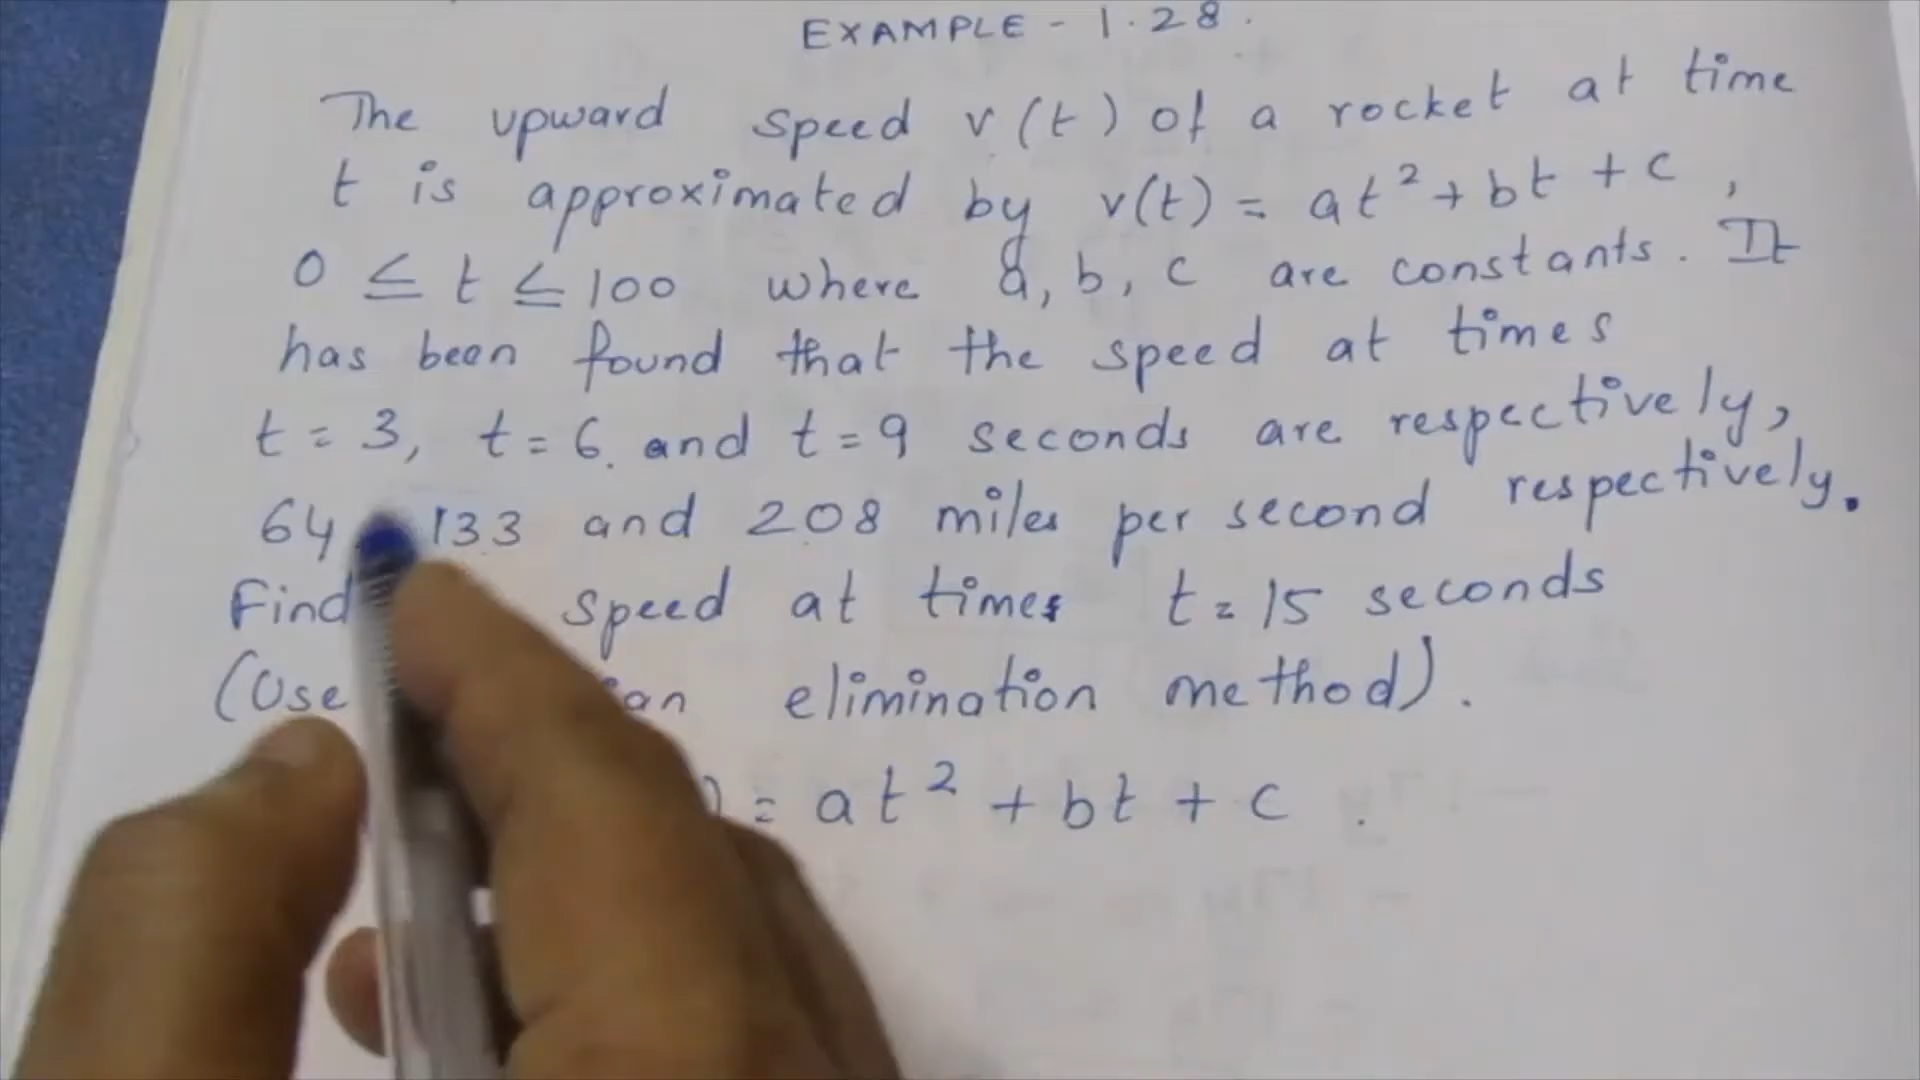 EXAMPLE - 1.28.
The upward speed v(t) of a rocket at time
t is approximated by v(t) = at² + bt + c,
0 ≤ t ≤ 100 where a, b, c are constants. It
has been found that the speed at times
t = 3, t = 6. and t = 9 seconds are respectively,
64 133 and 208 miles per second respectively.
Find speed at times t = 15 seconds
(Use elimination method).
) = at² + bt + c .